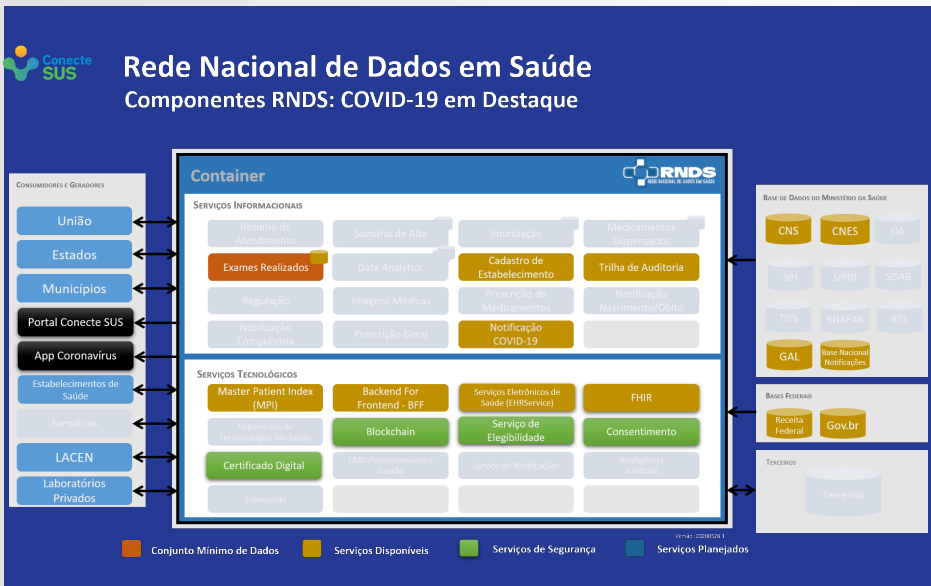 Conecte
SUS
Rede Nacional de Dados em Saúde
Componentes RNDS: COVID-19 em Destaque
Consumidores e Geradores
União
Estados
Municípios
Portal Conecte SUS
App Coronavírus
Estabelecimentos de
Saúde
Farmácias
LACEN
Laboratórios
Privados
Container
RNDS
REDE NACIONAL DE DADOS EM SAÚDE
Serviços Informacionais
Resumo de
Atendimento
Sumário de Alta
Imunização
Medicamentos
Dispensados
Exames Realizados
Data Analytics
Cadastro de
Estabelecimento
Trilha de Auditoria
Regulação
Imagens Médicas
Prescrição de
Medicamentos
Notificação
Nascimento/Óbito
Notificação
Compulsória
Prescrição Geral
Notificação
COVID-19
Serviços Tecnológicos
Master Patient Index
(MPI)
Backend For
Frontend - BFF
Serviços Eletrônicos de
Saúde (EHRService)
FHIR
Repositório de
Terminologias em Saúde
Blockchain
Serviço de
Elegibilidade
Consentimento
Certificado Digital
CMD Processamento e
Gestão
Serviço de Notificações
Inteligência
Artificial
Telessaúde
Base de Dados do Ministério da Saúde
CNS
CNES
SIA
SIH
SIPNI
SISAB
TISS
BNAFAR
RTS
GAL
Base Nacional
Notificações
Bases Federais
Receita
Federal
Gov.br
Terceiros
Terceiros
Versão: 20200528.1
Conjunto Mínimo de Dados
Serviços Disponíveis
Serviços de Segurança
Serviços Planejados